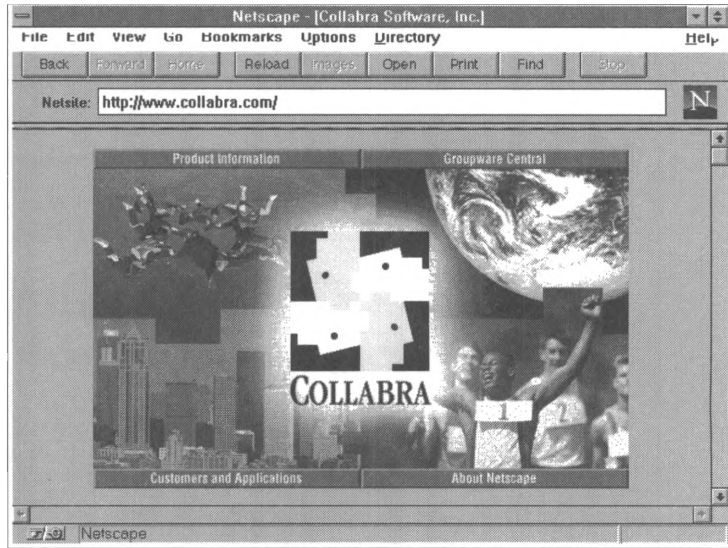 Netscape - [Collabra Software, Inc.]
File Edit View Go Bookmarks Options Directory Help
Back Forward Home Reload Images Open Print Find Stop
Netsite: http://www.collabra.com/ N
Product Information Groupware Central
COLLABRA
1 2
Customers and Applications About Netscape
Netscape